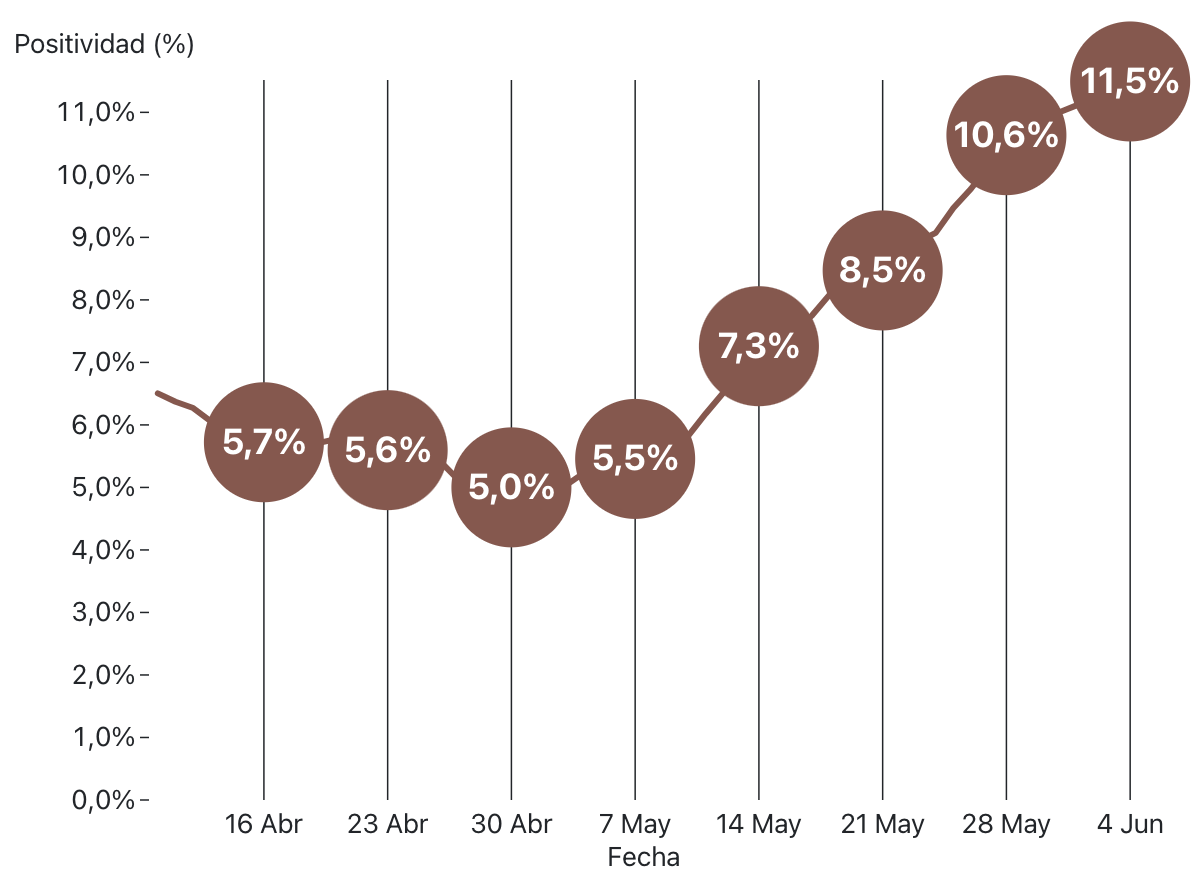 Positividad (%)
11,0%
10,0%
9,0%
8,0%
7,0%
6,0%
5,0%
4,0%
3,0%
2,0%
1,0%
0,0%
5,7%
5,6%
5,0%
5,5%
7,3%
8,5%
10,6%
11,5%
16 Abr
23 Abr
30 Abr
7 May
14 May
21 May
28 May
4 Jun
Fecha